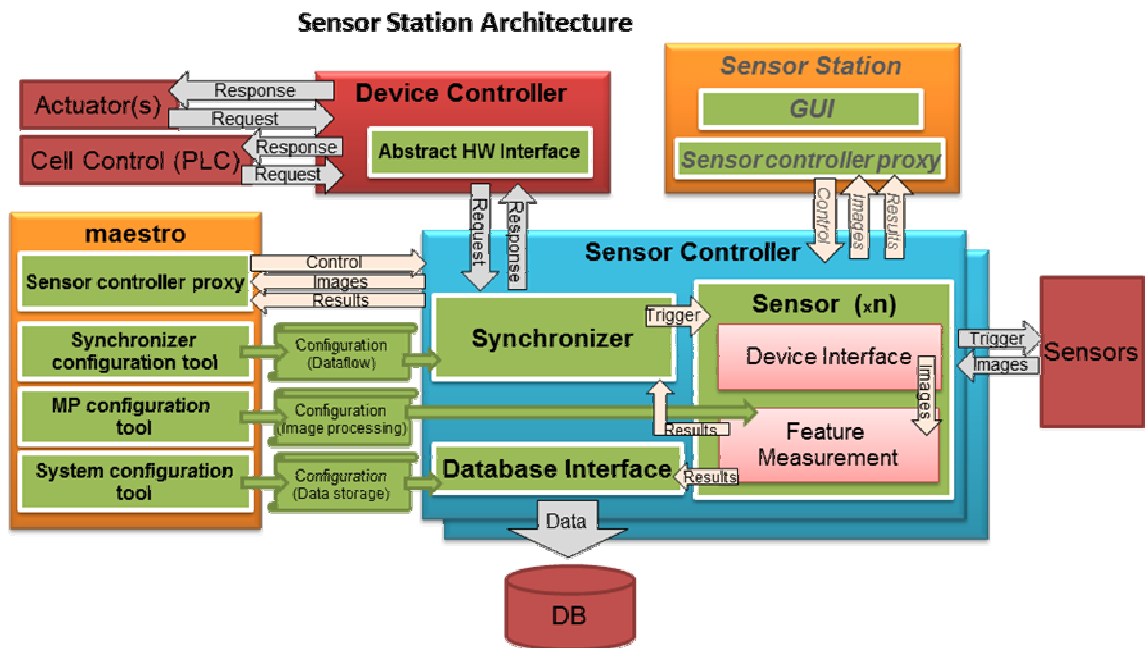 Sensor Station Architecture
Actuator(s)
Response
Request
Cell Control (PLC)
Response
Request
Device Controller
Abstract HW Interface
Sensor Station
GUI
Sensor controller proxy
Request
Response
Control
Images
Results
maestro
Sensor controller proxy
Control
Images
Results
Synchronizer
configuration tool
Configuration
(Dataflow)
MP configuration
tool
Configuration
(Image processing)
System configuration
tool
Configuration
(Data storage)
Sensor Controller
Synchronizer
Trigger
Sensor (xn)
Device Interface
Images
Feature
Measurement
Results
Results
Database Interface
Trigger
Images
Sensors
Data
DB